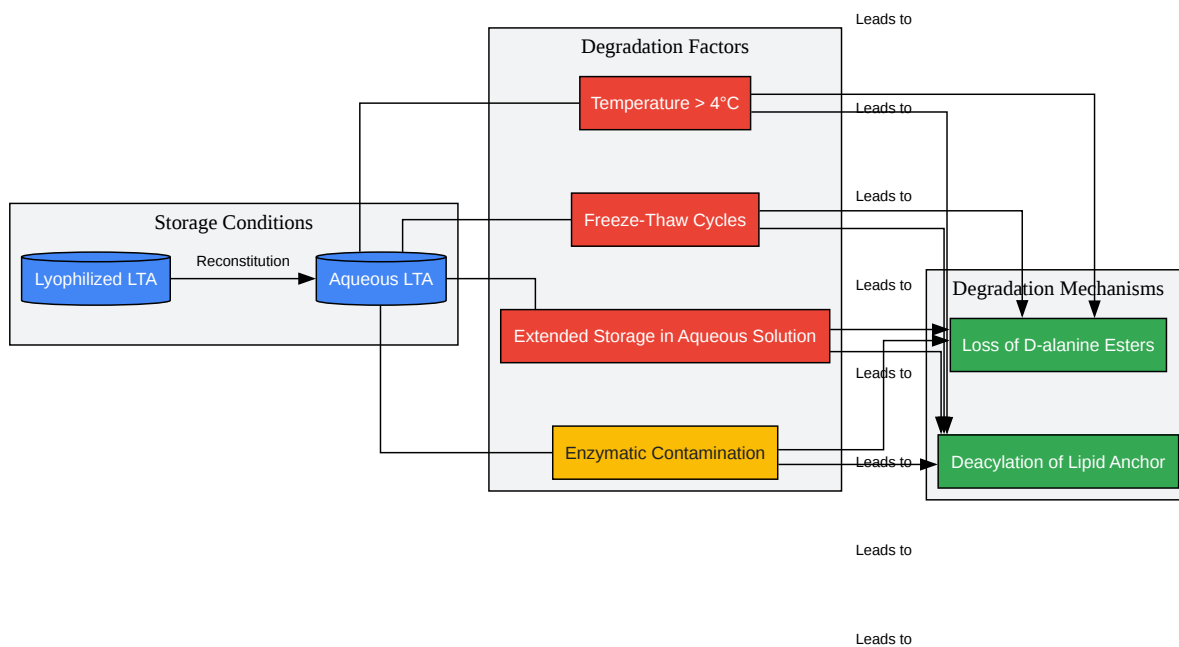 Leads to
Degradation Factors
Temperature > 4°C
Leads to
Leads to
Freeze-Thaw Cycles
Storage Conditions
Reconstitution
Lyophilized LTA
Aqueous LTA
Leads to
Degradation Mechanisms
Extended Storage in Aqueous Solution
Loss of D-alanine Esters
Leads to
Enzymatic Contamination
Leads to
Deacylation of Lipid Anchor
Leads to
Leads to